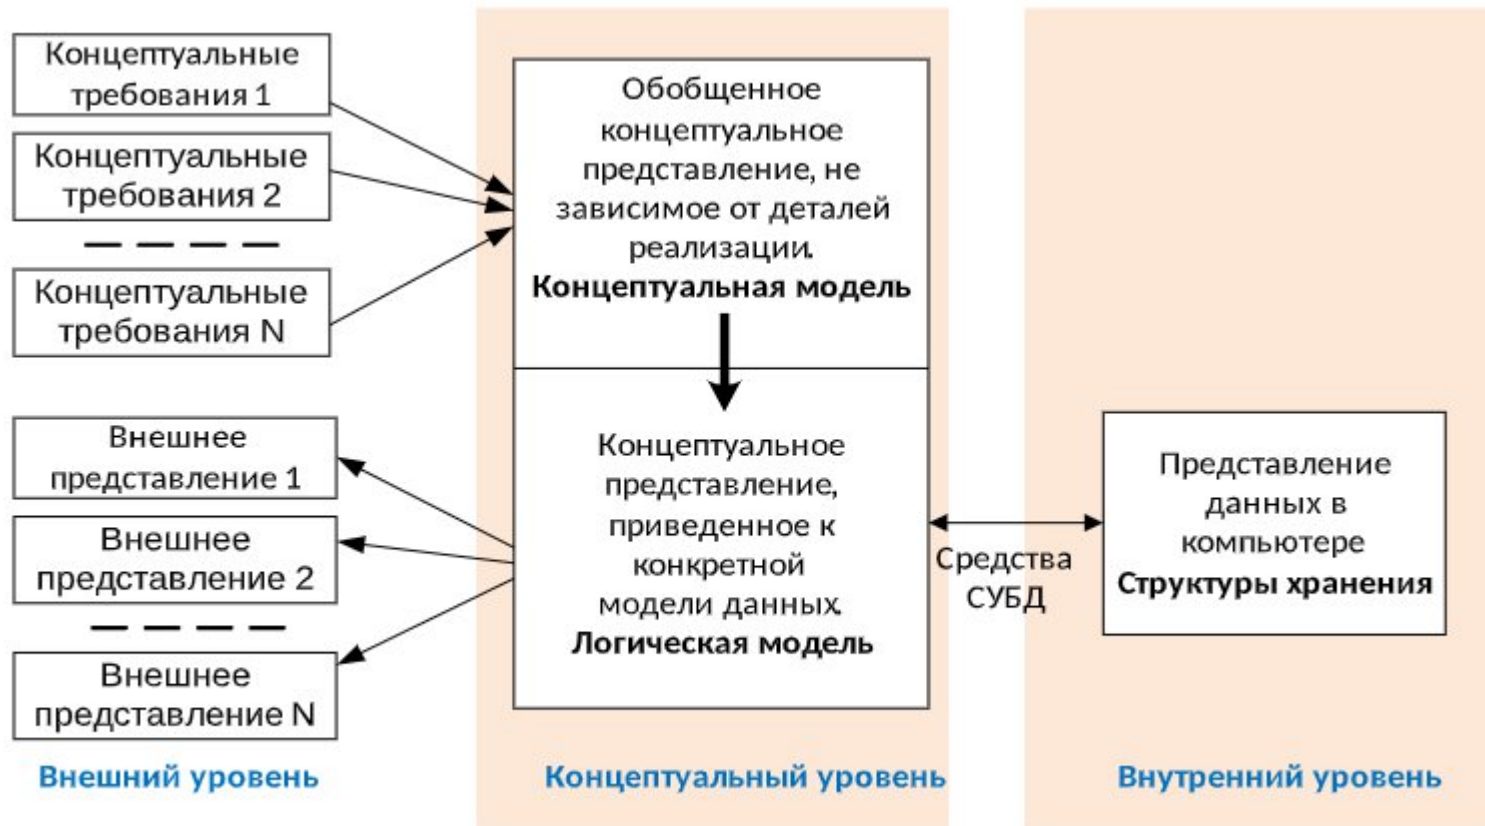 Концептуальные
требования 1
Концептуальные
требования 2
Концептуальные
требования N
Внешнее
представление 1
Внешнее
представление 2
Внешнее
представление N
Внешний уровень
Обобщенное
концептуальное
представление, не
зависимое от деталей
реализации.
Концептуальная модель
Концептуальное
представление,
приведенное к
конкретной
модели данных.
Логическая модель
Концептуальный уровень
Средства
СУБД
Представление
данных в
компьютере
Структуры хранения
Внутренний уровень